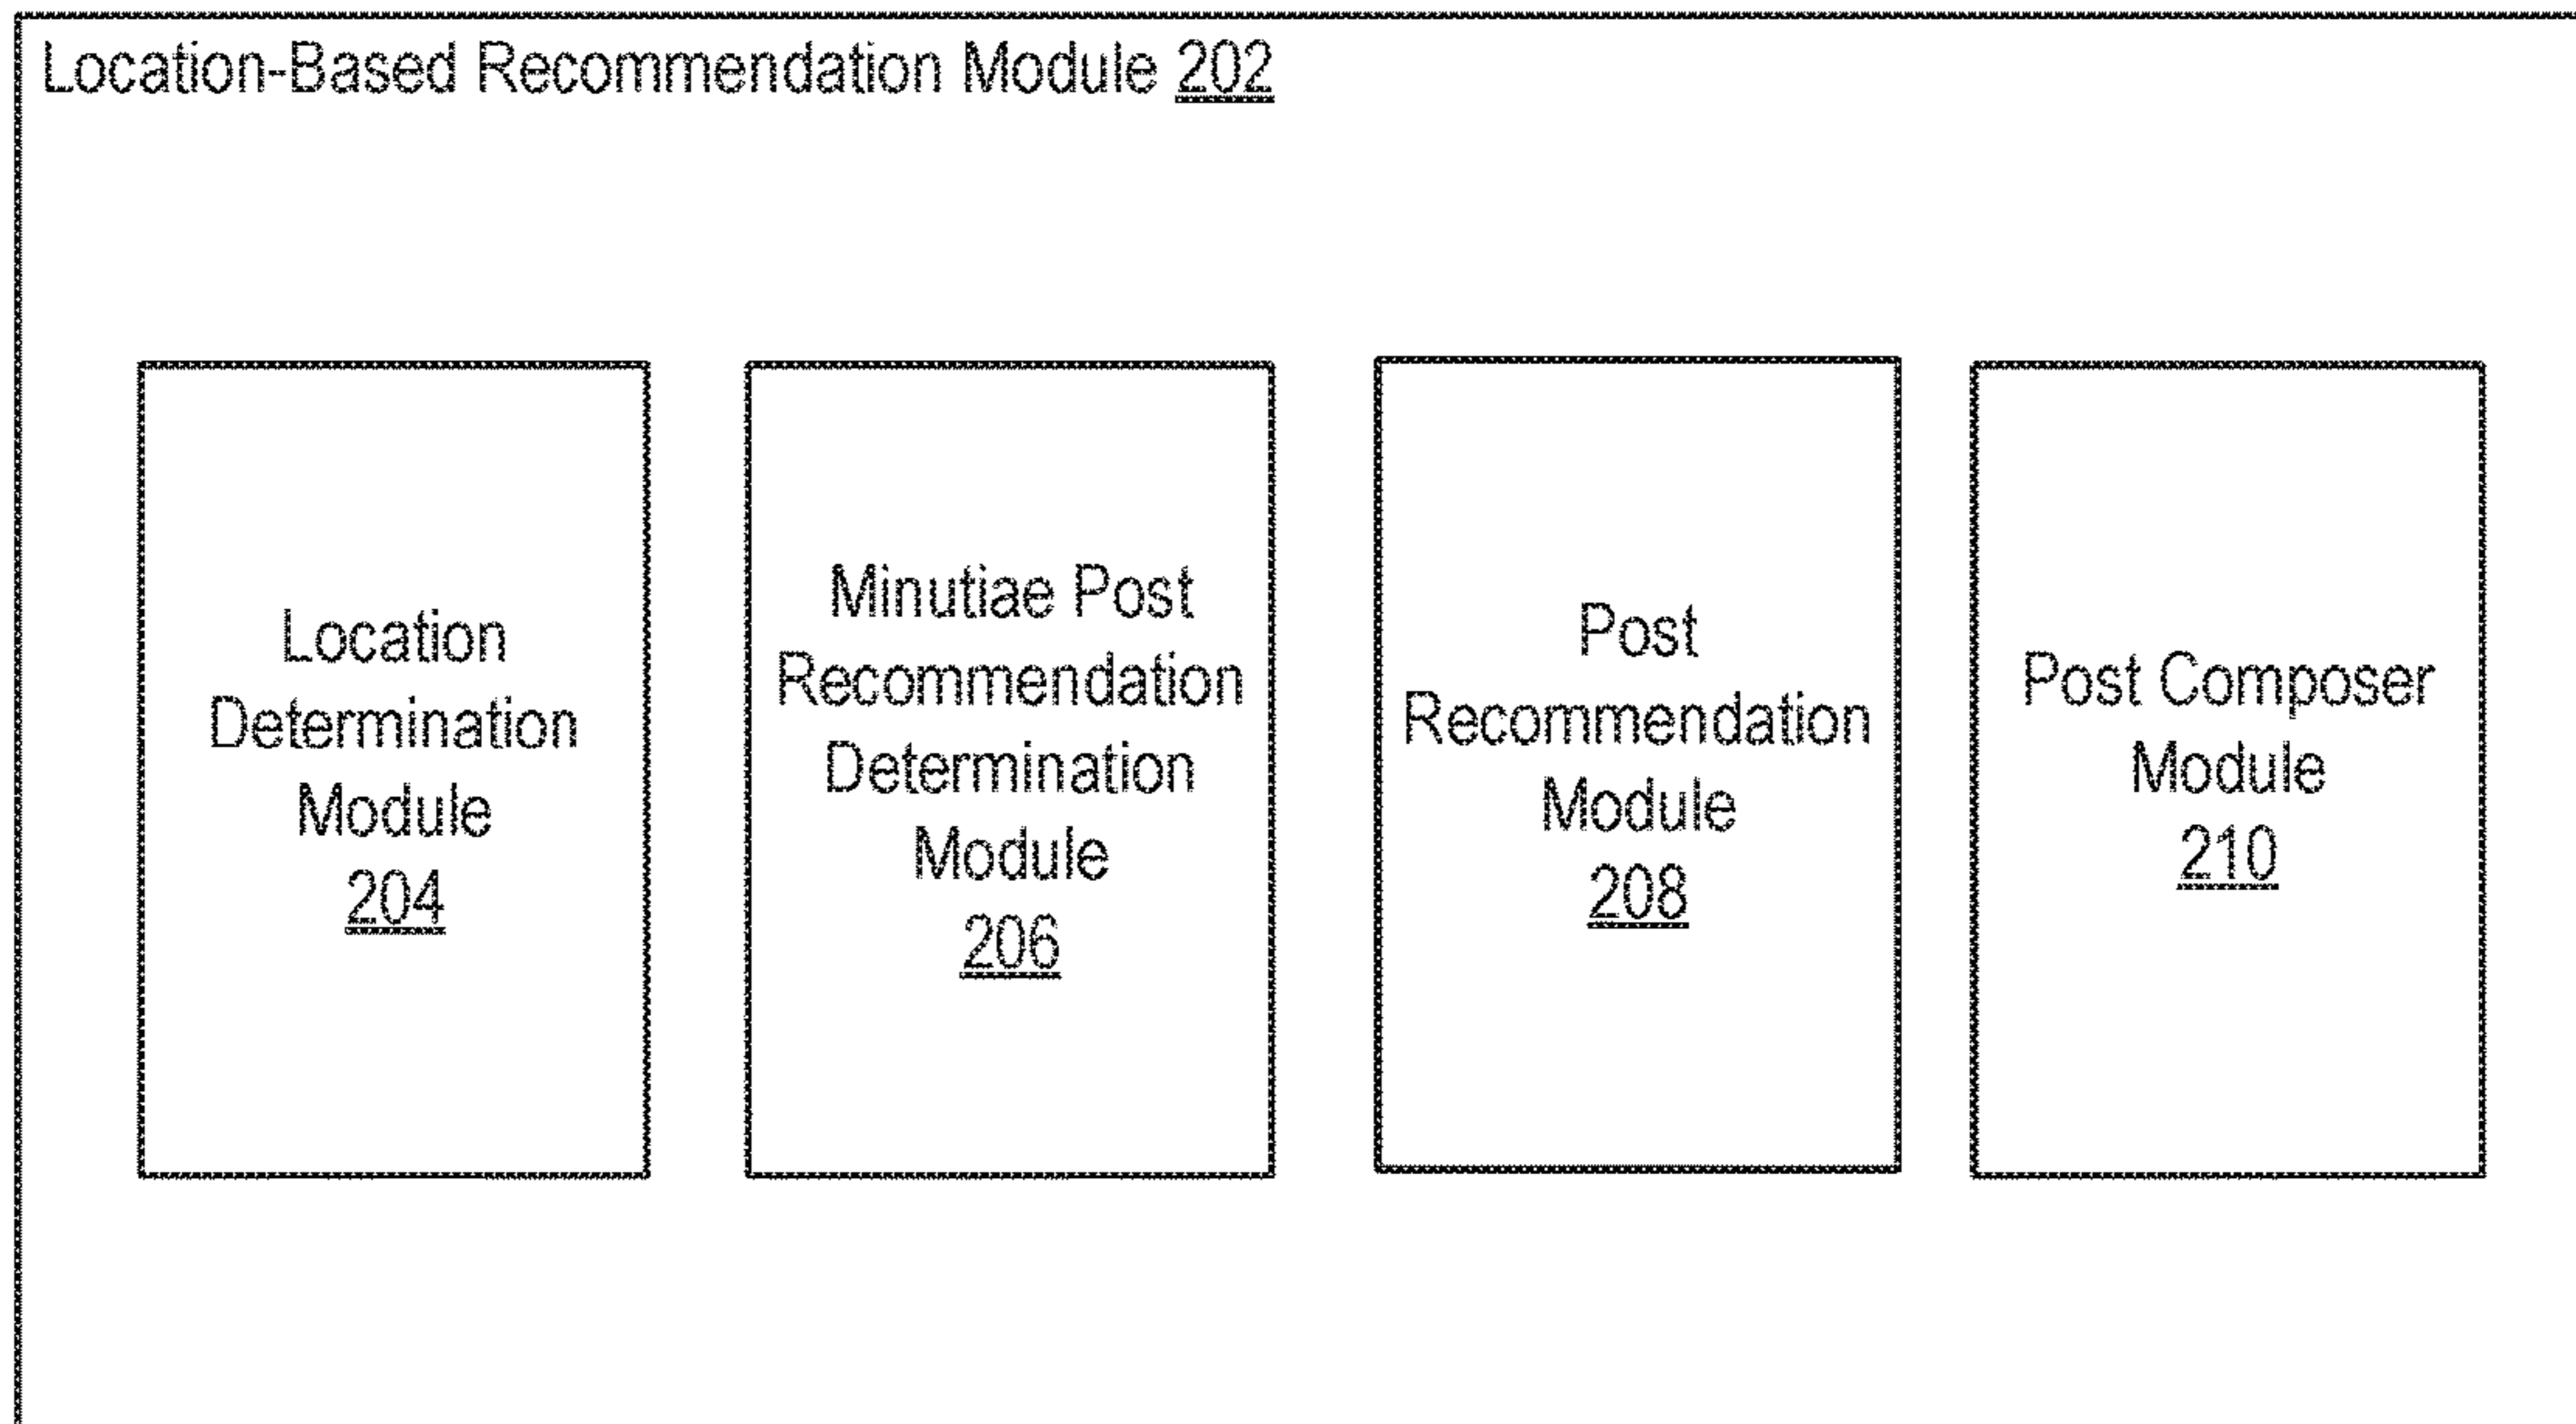 Location-Based Recommendation Module 202
Location
Determination
Module
204
Minutiae Post
Recommendation
Determination
Module
206
Post
Recommendation
Module
208
Post Composer
Module
210